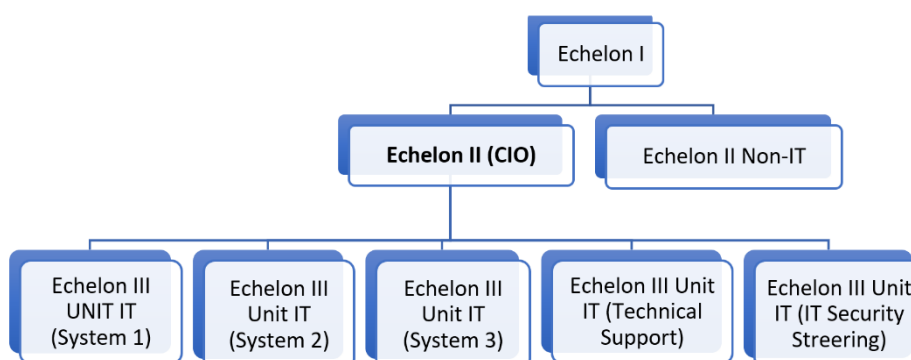 Echelon I
Echelon II (CIO)
Echelon II Non-IT
Echelon III
UNIT IT
(System 1)
Echelon III
Unit IT
(System 2)
Echelon III
Unit IT
(System 3)
Echelon III Unit
IT (Technical
Support)
Echelon III Unit
IT (IT Security
Streering)